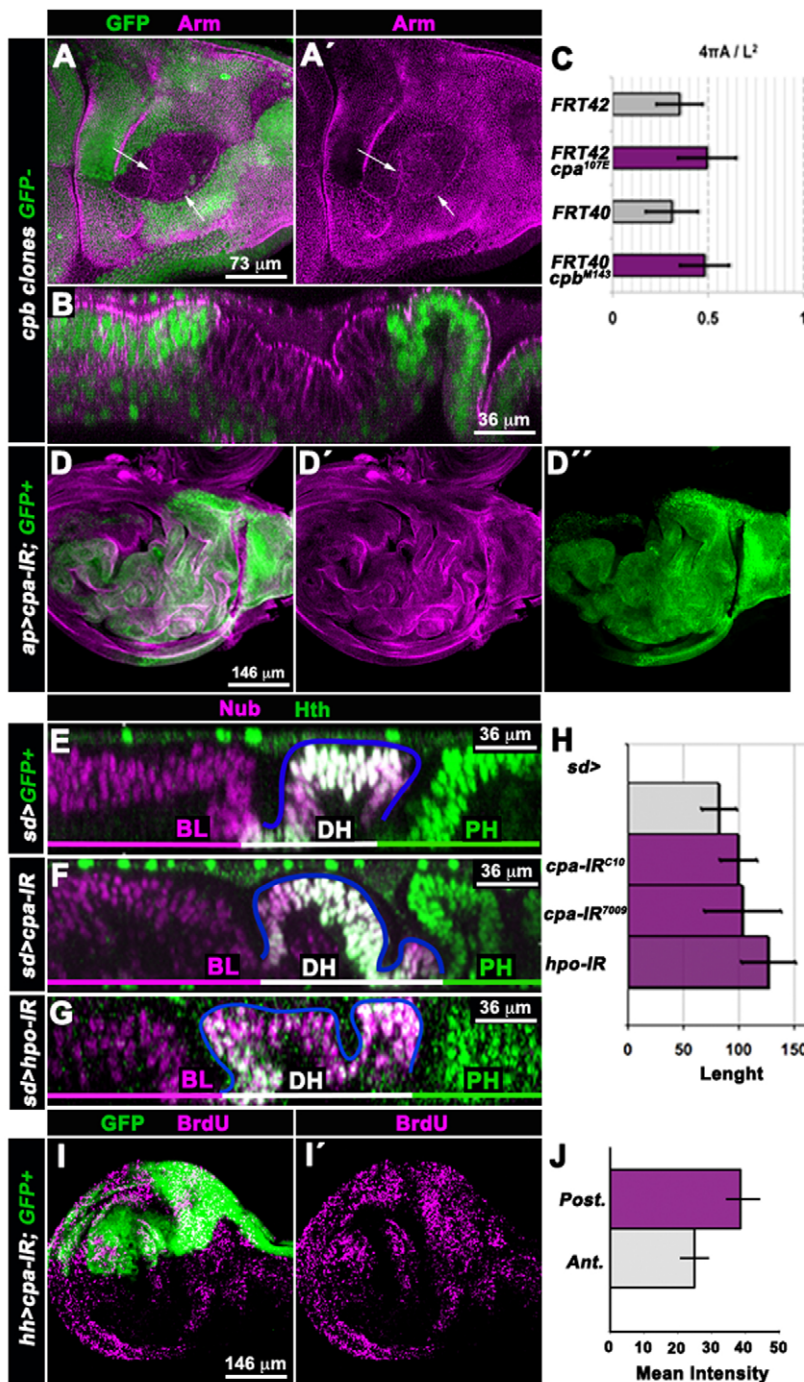 GFP Arm Arm
cpb clones GFP-
A
A´
73 μm
B
36 μm
C
4πA / L²
FRT42
FRT42
cpa¹⁰⁷ᴱ
FRT40
FRT40
cpbᴹ¹⁴³
0 0.5 1
ap>cpa-IR; GFP+
D
D´
D´´
146 μm
Nub Hth
sd>GFP+
E
36 μm
BL DH PH
sd>cpa-IR
F
36 μm
BL DH PH
sd>hpo-IR
G
36 μm
BL DH PH
H
sd>
cpa-IRᶜ¹⁰
cpa-IR⁷⁰⁰⁹
hpo-IR
0 50 100 150
Lenght
GFP BrdU BrdU
hh>cpa-IR; GFP+
I
I´
146 μm
J
Post.
Ant.
0 10 20 30 40 50
Mean Intensity